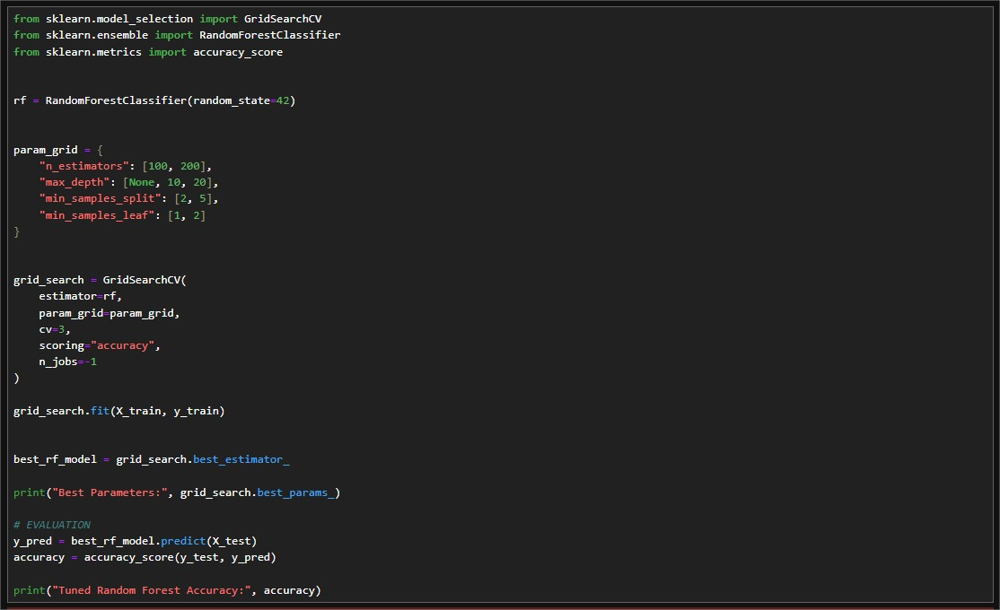 from sklearn.model_selection import GridSearchCV
from sklearn.ensemble import RandomForestClassifier
from sklearn.metrics import accuracy_score
rf = RandomForestClassifier(random_state=42)
param_grid = {
    "n_estimators": [100, 200],
    "max_depth": [None, 10, 20],
    "min_samples_split": [2, 5],
    "min_samples_leaf": [1, 2]
}
grid_search = GridSearchCV(
    estimator=rf,
    param_grid=param_grid,
    cv=3,
    scoring="accuracy",
    n_jobs=-1
)
grid_search.fit(X_train, y_train)
best_rf_model = grid_search.best_estimator_
print("Best Parameters:", grid_search.best_params_)
# EVALUATION
y_pred = best_rf_model.predict(X_test)
accuracy = accuracy_score(y_test, y_pred)
print("Tuned Random Forest Accuracy:", accuracy)